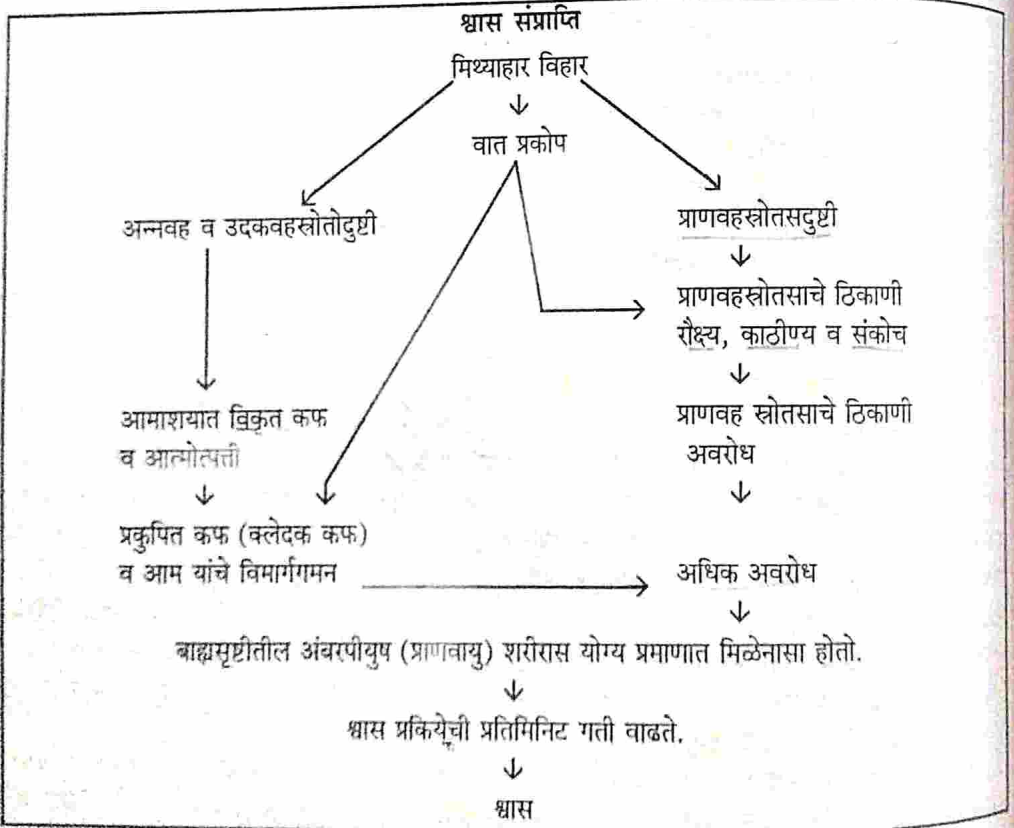 श्वास संप्राप्ति
मिथ्याहार विहार
वात प्रकोप
अन्नवह व उदकवहस्रोतोदुष्टी
प्राणवहस्रोतसदुष्टी
प्राणवहस्रोतसाचे ठिकाणी
रौक्ष्य, काठीण्य व संकोच
आमाशयात विकृत कफ
व आत्मोत्पत्ती
प्राणवह स्रोतसाचे ठिकाणी
अवरोध
प्रकुपित कफ (क्लेदक कफ)
व आम यांचे विमार्गगमन
अधिक अवरोध
बाह्यसृष्टीतील अंबरपीयुष (प्राणवायु) शरीरास योग्य प्रमाणात मिळेनासा होतो.
श्वास प्रकियेची प्रतिमिनिट गती वाढते.
श्वास